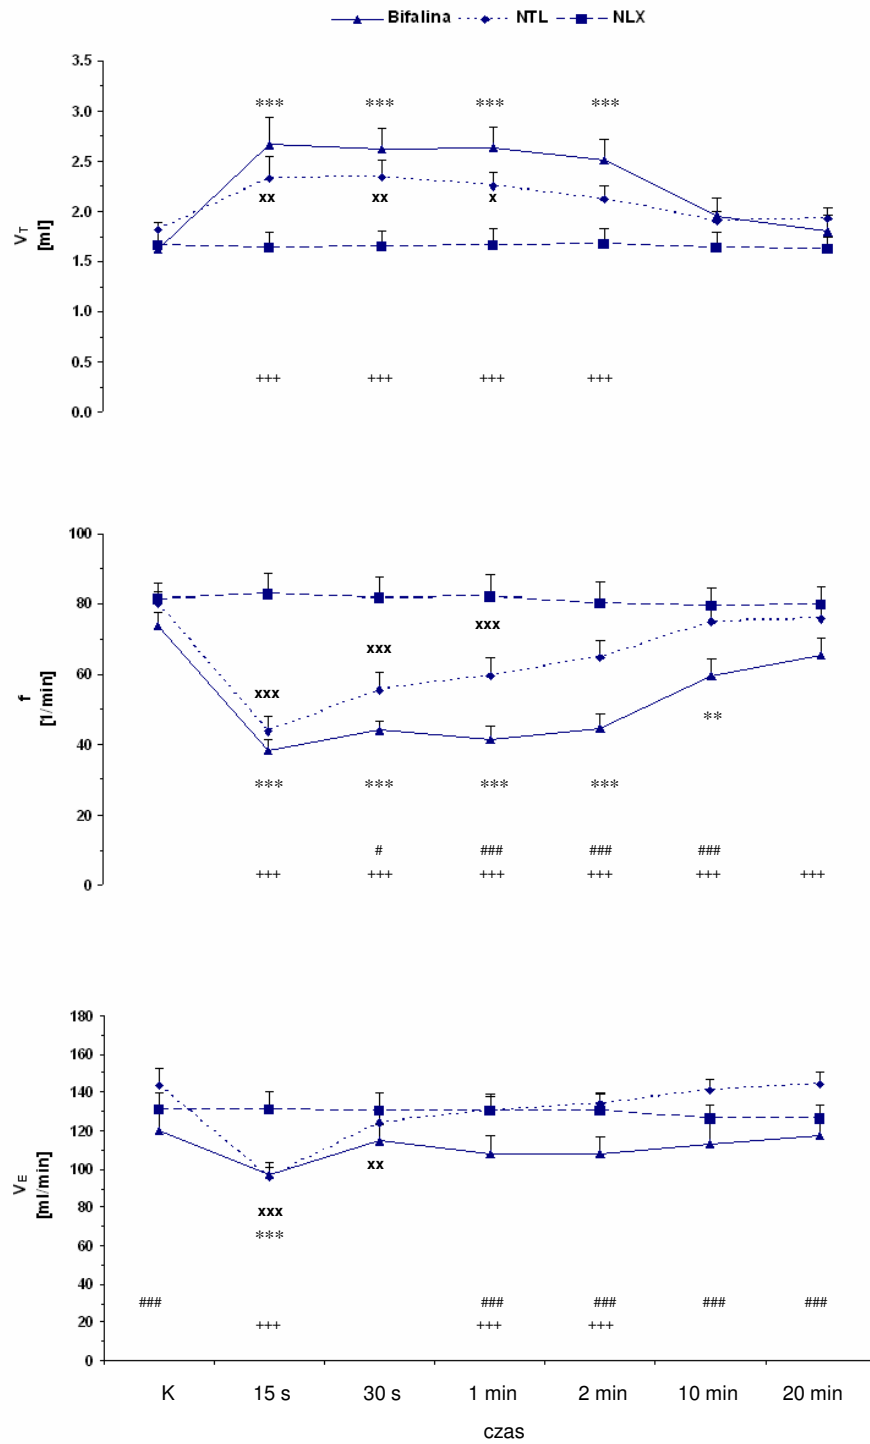 Bifalina NTL NLX
3.5
*** *** *** ***
3.0
2.5
xx xx x
2.0
V_T
[ml]
1.5
1.0
0.5
+++ +++ +++ +++
0.0
100
80
xxx
xxx
60
xxx
f
[1/min]
**
40
*** *** *** ***
20
# ### ### ###
+++ +++ +++ +++ +++ +++
0
180
160
140
120
xx
100
V_E
[ml/min]
80
xxx
***
60
40
### ### ### ### ###
20
+++ +++ +++
0
K 15 s 30 s 1 min 2 min 10 min 20 min
czas